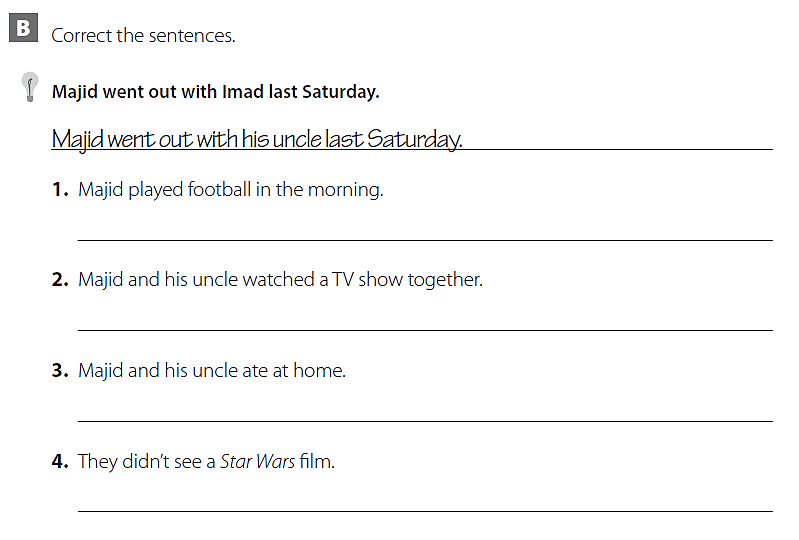 B Correct the sentences.
Majid went out with Imad last Saturday.
Majid went out with his uncle last Saturday.
1. Majid played football in the morning.
2. Majid and his uncle watched a TV show together.
3. Majid and his uncle ate at home.
4. They didn't see a Star Wars film.